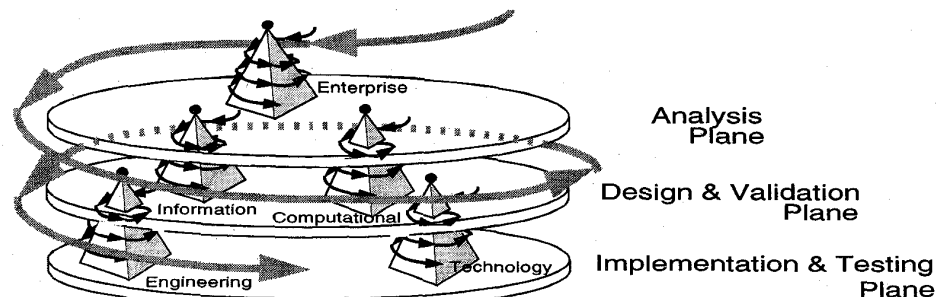 Enterprise
Analysis
Plane
Information
Computational
Design & Validation
Plane
Engineering
Technology
Implementation & Testing
Plane